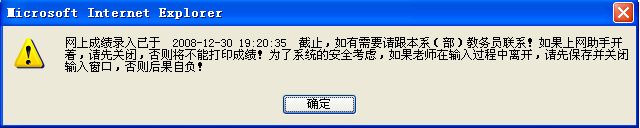 Microsoft Internet Explorer
网上成绩录入已于 2008-12-30 19:20:35 截止，如有需要请跟本系（部）教务员联系！如果上网助手开
着，请先关闭，否则将不能打印成绩！为了系统的安全考虑，如果老师在输入过程中离开，请先保存并关闭
输入窗口，否则后果自负！
确定